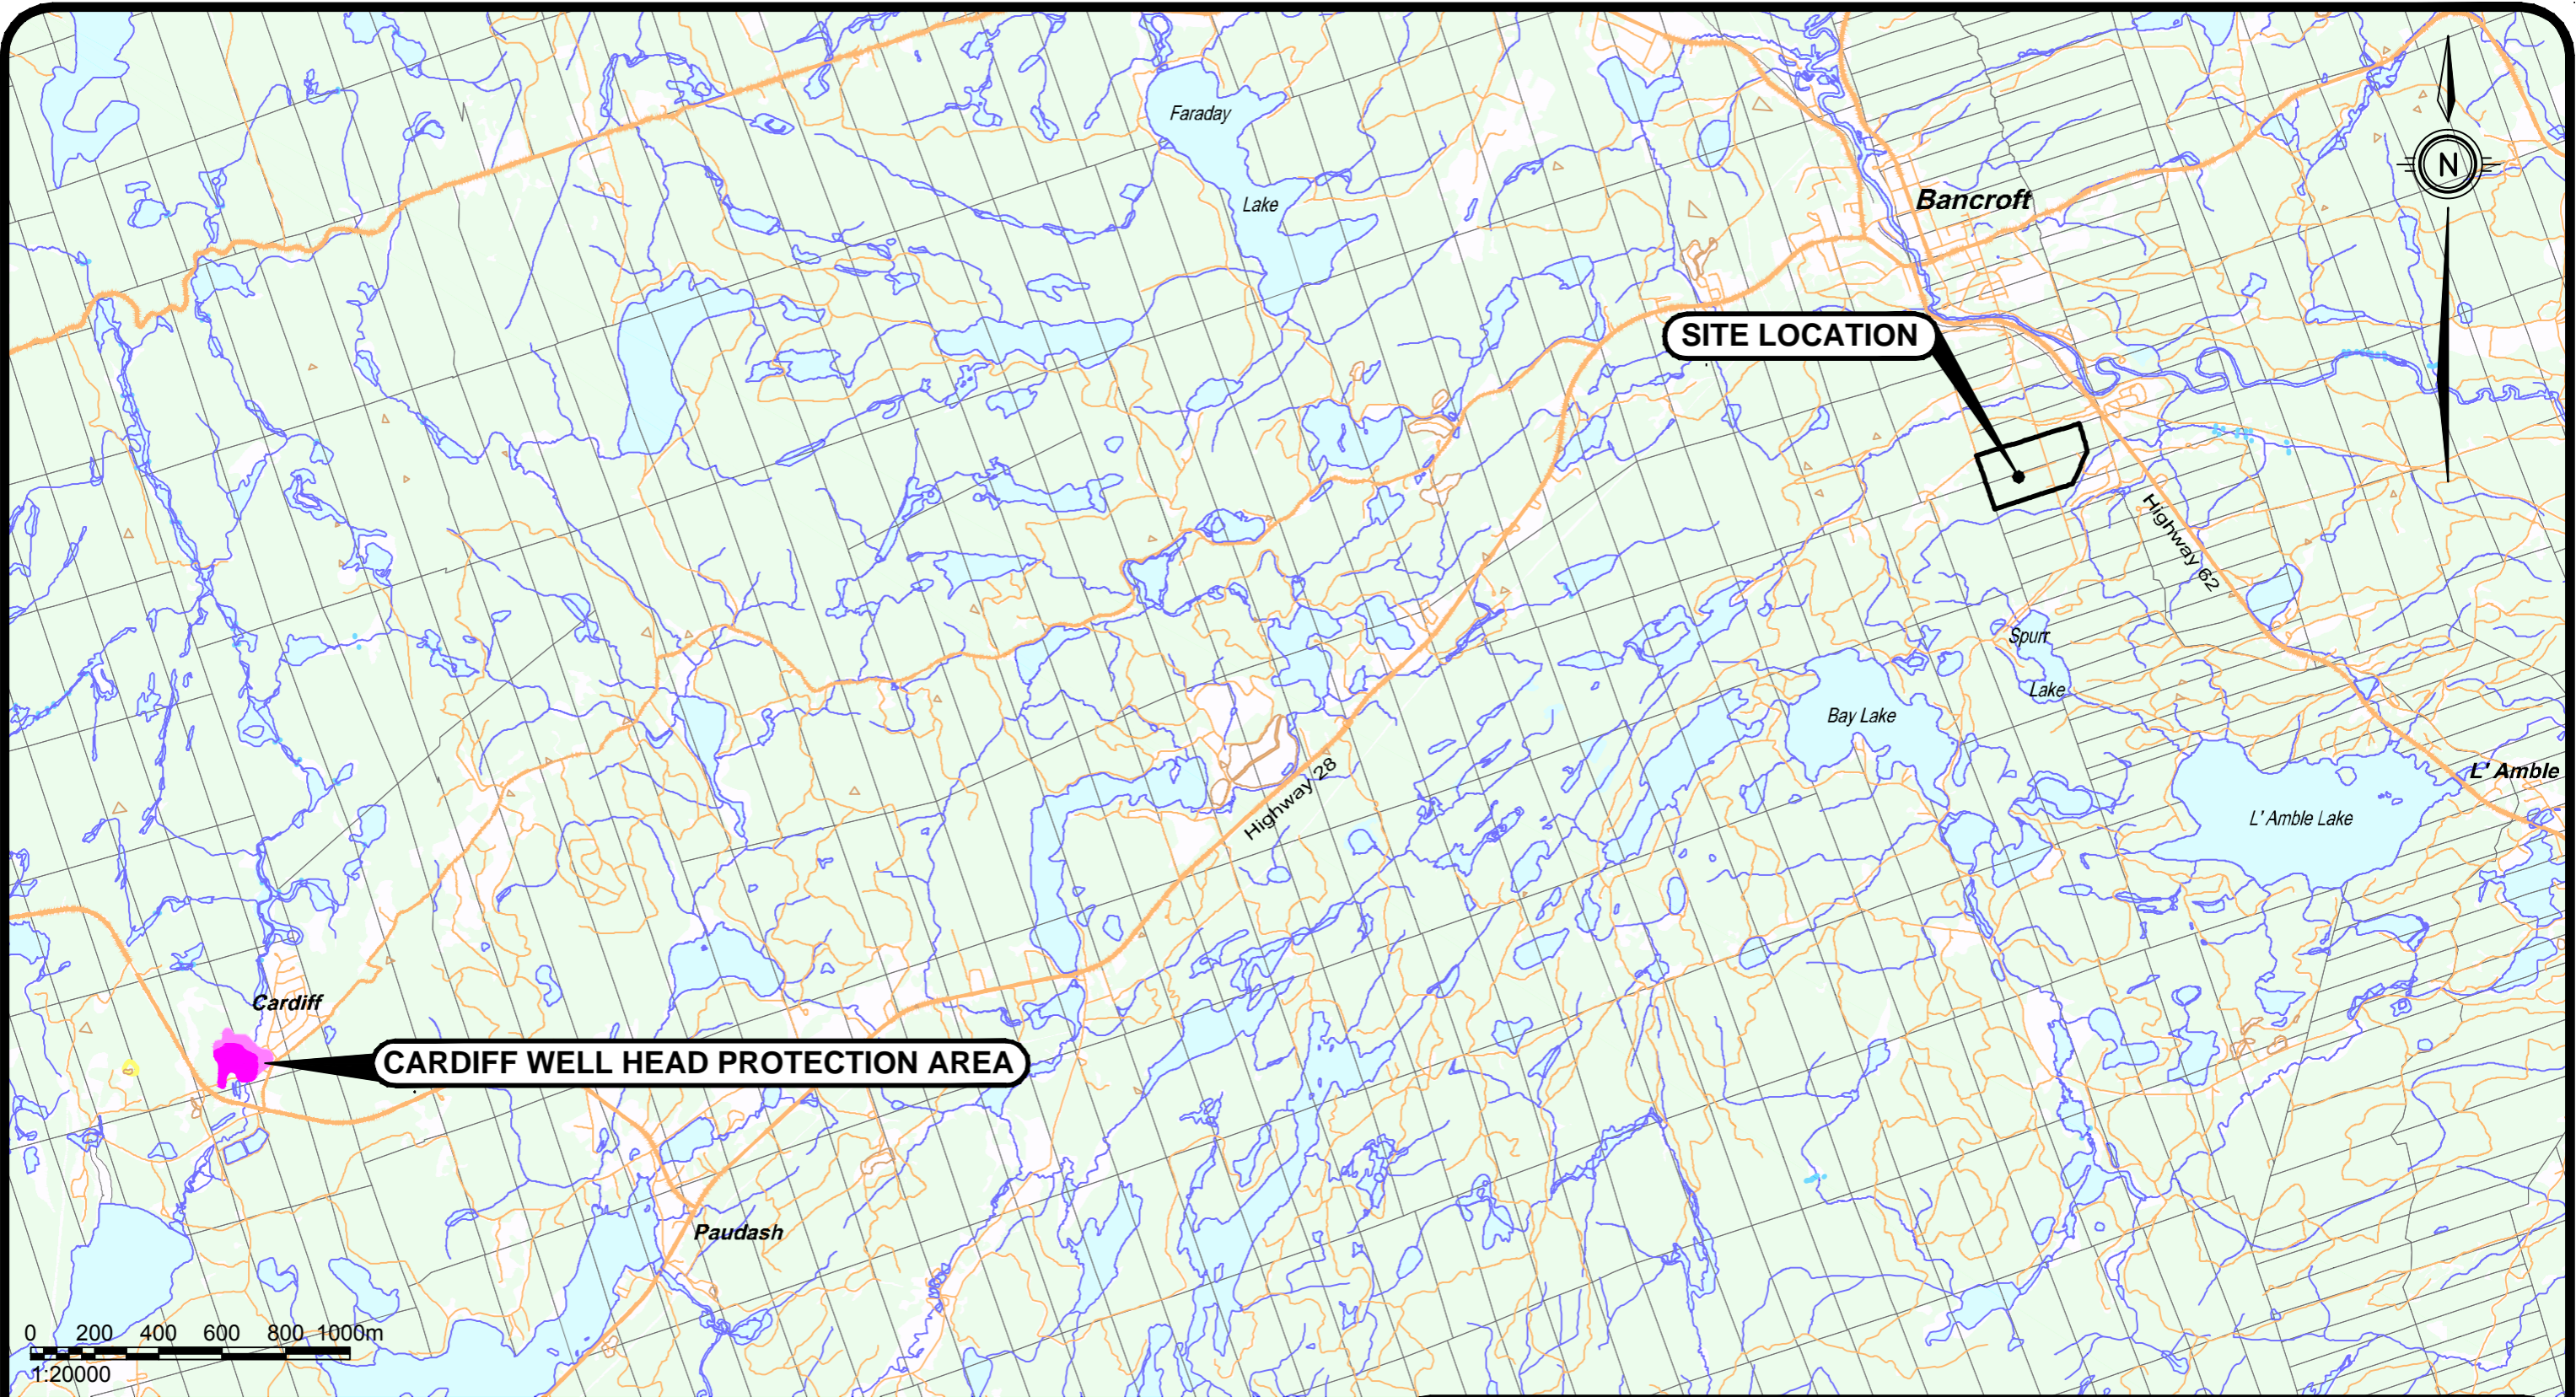 Faraday
Lake
N
Bancroft
SITE LOCATION
Highway 62
Spurr
Lake
Bay Lake
L' Amble
Highway 28
L' Amble Lake
Cardiff
CARDIFF WELL HEAD PROTECTION AREA
Paudash
0 200 400 600 800 1000m
1:20000